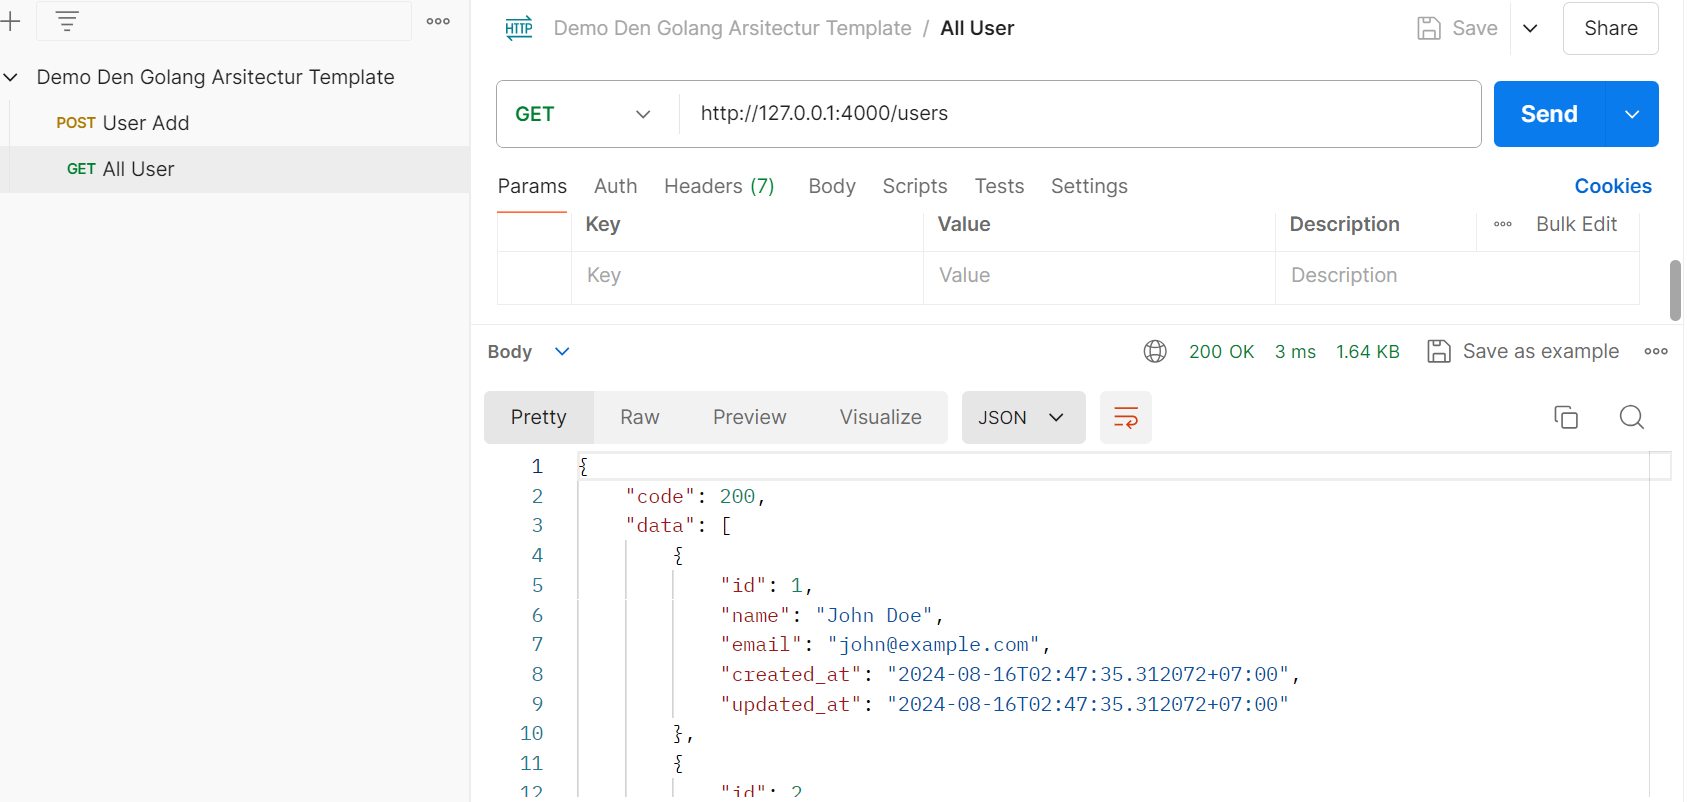 Demo Den Golang Arsitectur Template
POST User Add
GET All User
HTTP Demo Den Golang Arsitectur Template / All User
Save
Share
GET http://127.0.0.1:4000/users
Send
Params Auth Headers (7) Body Scripts Tests Settings Cookies
Key Value Description Bulk Edit
Key Value Description
Body 200 OK 3 ms 1.64 KB Save as example
Pretty Raw Preview Visualize JSON
1 {
2 "code": 200,
3 "data": [
4 {
5 "id": 1,
6 "name": "John Doe",
7 "email": "john@example.com",
8 "created_at": "2024-08-16T02:47:35.312072+07:00",
9 "updated_at": "2024-08-16T02:47:35.312072+07:00"
10 },
11 {
12 "id": 2